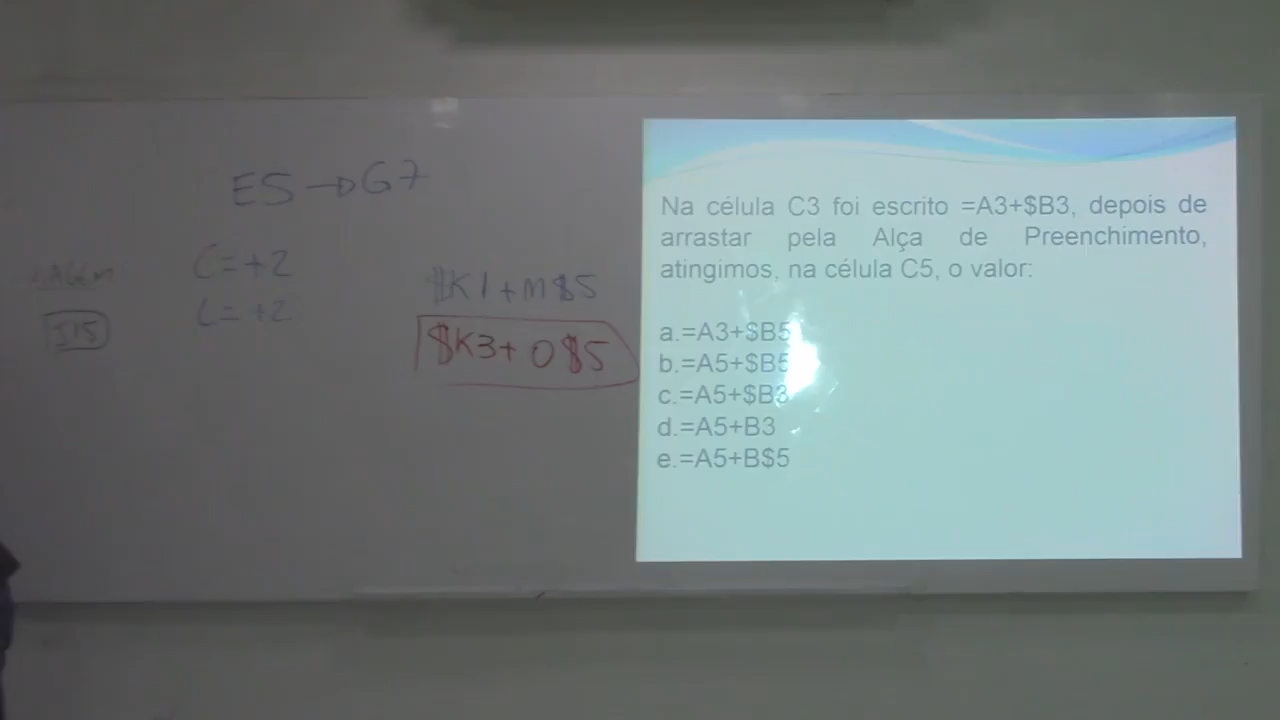 E5 → G7
C=+2
L=+2
$K1+M$5
$K3+O$5
Na célula C3 foi escrito =A3+$B3, depois de
arrastar pela Alça de Preenchimento,
atingimos, na célula C5, o valor:
a.=A3+$B5
b.=A5+$B5
c.=A5+$B3
d.=A5+B3
e.=A5+B$5